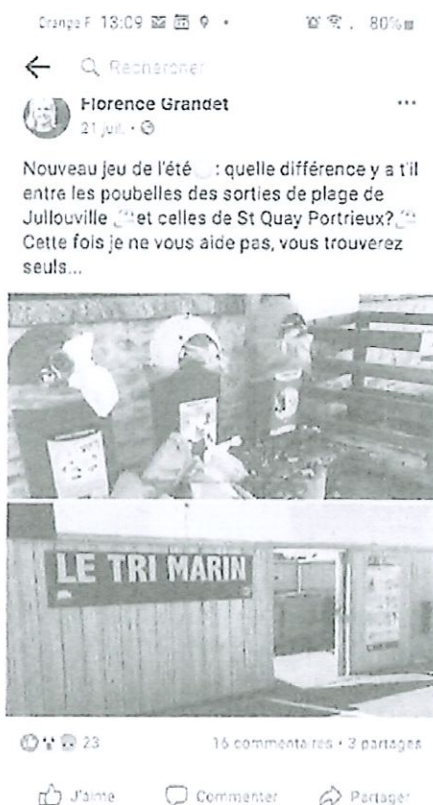 Orange F 13:09 80%
Rechercher
Florence Grandet
21 juil.
Nouveau jeu de l'été : quelle différence y a t'il
entre les poubelles des sorties de plage de
Jullouville et celles de St Quay Portrieux?
Cette fois je ne vous aide pas, vous trouverez
seuls...
LE TRI MARIN
23 16 commentaires • 3 partages
J'aime Commenter Partager